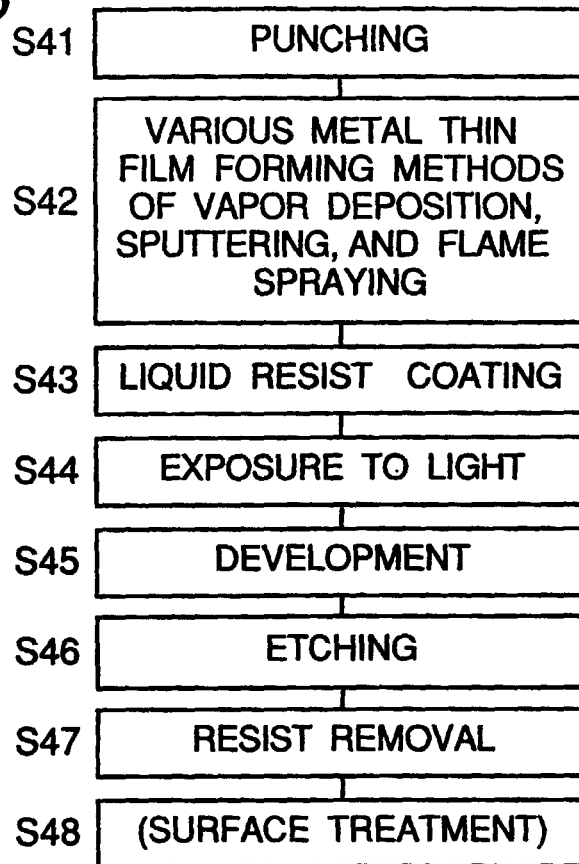 S41 PUNCHING
VARIOUS METAL THIN
FILM FORMING METHODS
S42 OF VAPOR DEPOSITION,
SPUTTERING, AND FLAME
SPRAYING
S43 LIQUID RESIST COATING
S44 EXPOSURE TO LIGHT
S45 DEVELOPMENT
S46 ETCHING
S47 RESIST REMOVAL
S48 (SURFACE TREATMENT)